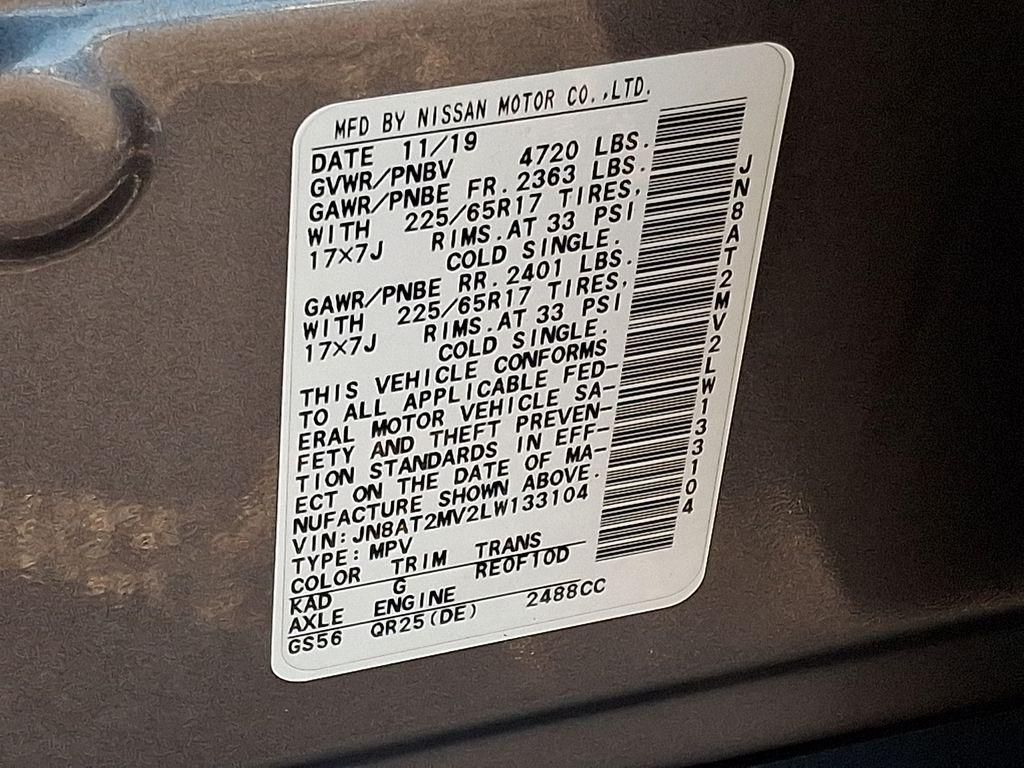 MFD BY NISSAN MOTOR CO.,LTD.
DATE 11/19
GVWR/PNBV 4720 LBS.
GAWR/PNBE FR. 2363 LBS.
WITH 225/65R17 TIRES,
17×7J RIMS.AT 33 PSI
COLD SINGLE.
GAWR/PNBE RR. 2401 LBS.
WITH 225/65R17 TIRES,
17×7J RIMS.AT 33 PSI
COLD SINGLE.
THIS VEHICLE CONFORMS
TO ALL APPLICABLE FED-
ERAL MOTOR VEHICLE SA-
FETY AND THEFT PREVEN-
TION STANDARDS IN EFF-
ECT ON THE DATE OF MA-
NUFACTURE SHOWN ABOVE.
VIN:JN8AT2MV2LW133104
TYPE:MPV
COLOR TRIM TRANS
KAD G RE0F10D
AXLE ENGINE
GS56 QR25(DE) 2488CC
JN8AT2MV2LW133104